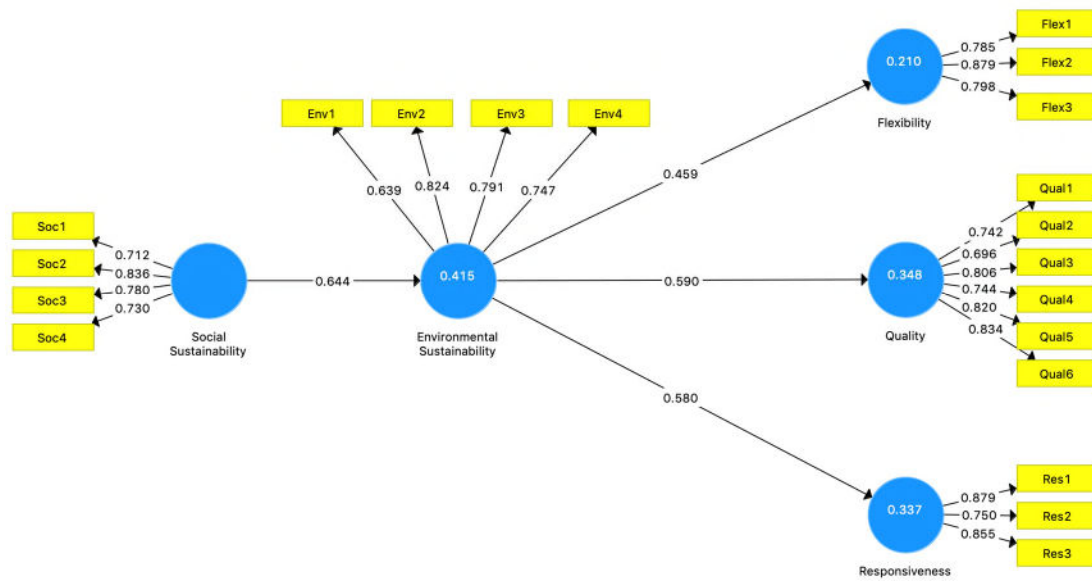 Flex1
0.785
0.210
0.879
Flex2
0.798
Flex3
Flexibility
Env1
Env2
Env3
Env4
0.639
0.824
0.791
0.747
0.459
Soc1
0.712
Soc2
0.836
Soc3
0.780
Soc4
0.730
Social
Sustainability
0.644
0.415
Environmental
Sustainability
0.590
Qual1
0.742
Qual2
0.696
Qual3
0.806
0.348
0.744
Qual4
0.820
Qual5
0.834
Qual6
Quality
0.580
Res1
0.879
0.337
0.750
Res2
0.855
Res3
Responsiveness